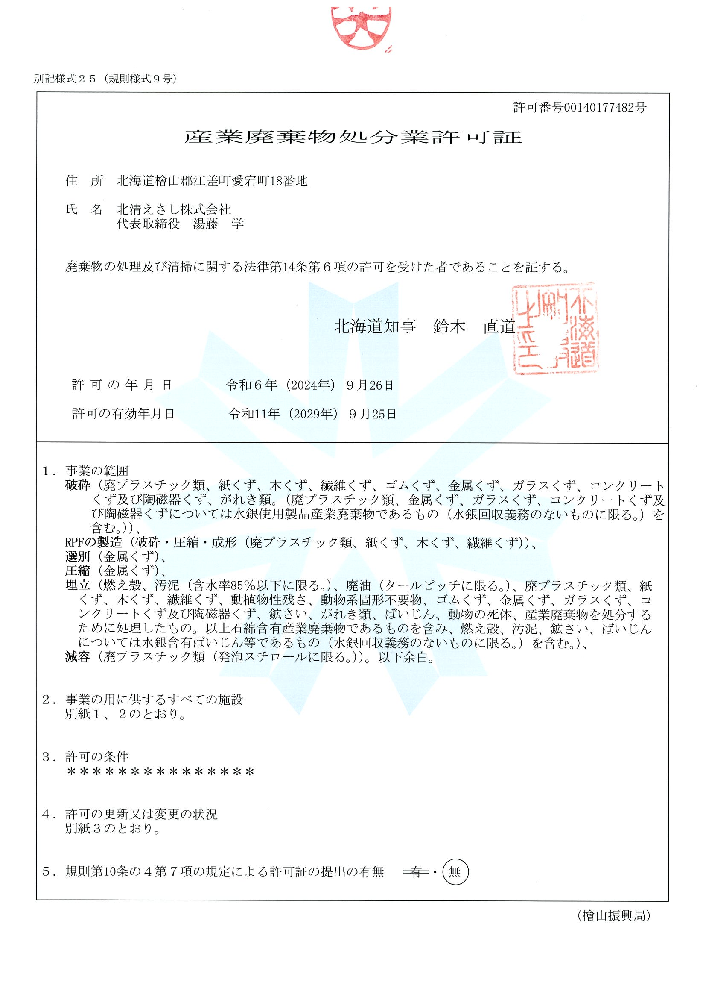 別記様式２５（規則様式９号）
許可番号00140177482号
産業廃棄物処分業許可証
住　所　北海道檜山郡江差町愛宕町18番地
氏　名　北清えさし株式会社
代表取締役　湯藤　学
廃棄物の処理及び清掃に関する法律第14条第６項の許可を受けた者であることを証する。
北海道知事　鈴木　直道
許可の年月日　令和６年（2024年）９月26日
許可の有効年月日　令和11年（2029年）９月25日
１．事業の範囲
破砕（廃プラスチック類、紙くず、木くず、繊維くず、ゴムくず、金属くず、ガラスくず、コンクリート
くず及び陶磁器くず、がれき類。（廃プラスチック類、金属くず、ガラスくず、コンクリートくず及
び陶磁器くずについては水銀使用製品産業廃棄物であるもの（水銀回収義務のないものに限る。）を
含む。））、
RPFの製造（破砕・圧縮・成形（廃プラスチック類、紙くず、木くず、繊維くず））、
選別（金属くず）、
圧縮（金属くず）、
埋立（燃え殻、汚泥（含水率85％以下に限る。）、廃油（タールピッチに限る。）、廃プラスチック類、紙
くず、木くず、繊維くず、動植物性残さ、動物系固形不要物、ゴムくず、金属くず、ガラスくず、コ
ンクリートくず及び陶磁器くず、鉱さい、がれき類、ばいじん、動物の死体、産業廃棄物を処分する
ために処理したもの。以上石綿含有産業廃棄物であるものを含み、燃え殻、汚泥、鉱さい、ばいじん
については水銀含有ばいじん等であるもの（水銀回収義務のないものに限る。）を含む。）、
減容（廃プラスチック類（発泡スチロールに限る。））。以下余白。
２．事業の用に供するすべての施設
別紙１、２のとおり。
３．許可の条件
＊＊＊＊＊＊＊＊＊＊＊＊＊＊＊
４．許可の更新又は変更の状況
別紙３のとおり。
５．規則第10条の４第７項の規定による許可証の提出の有無　有・無
（檜山振興局）